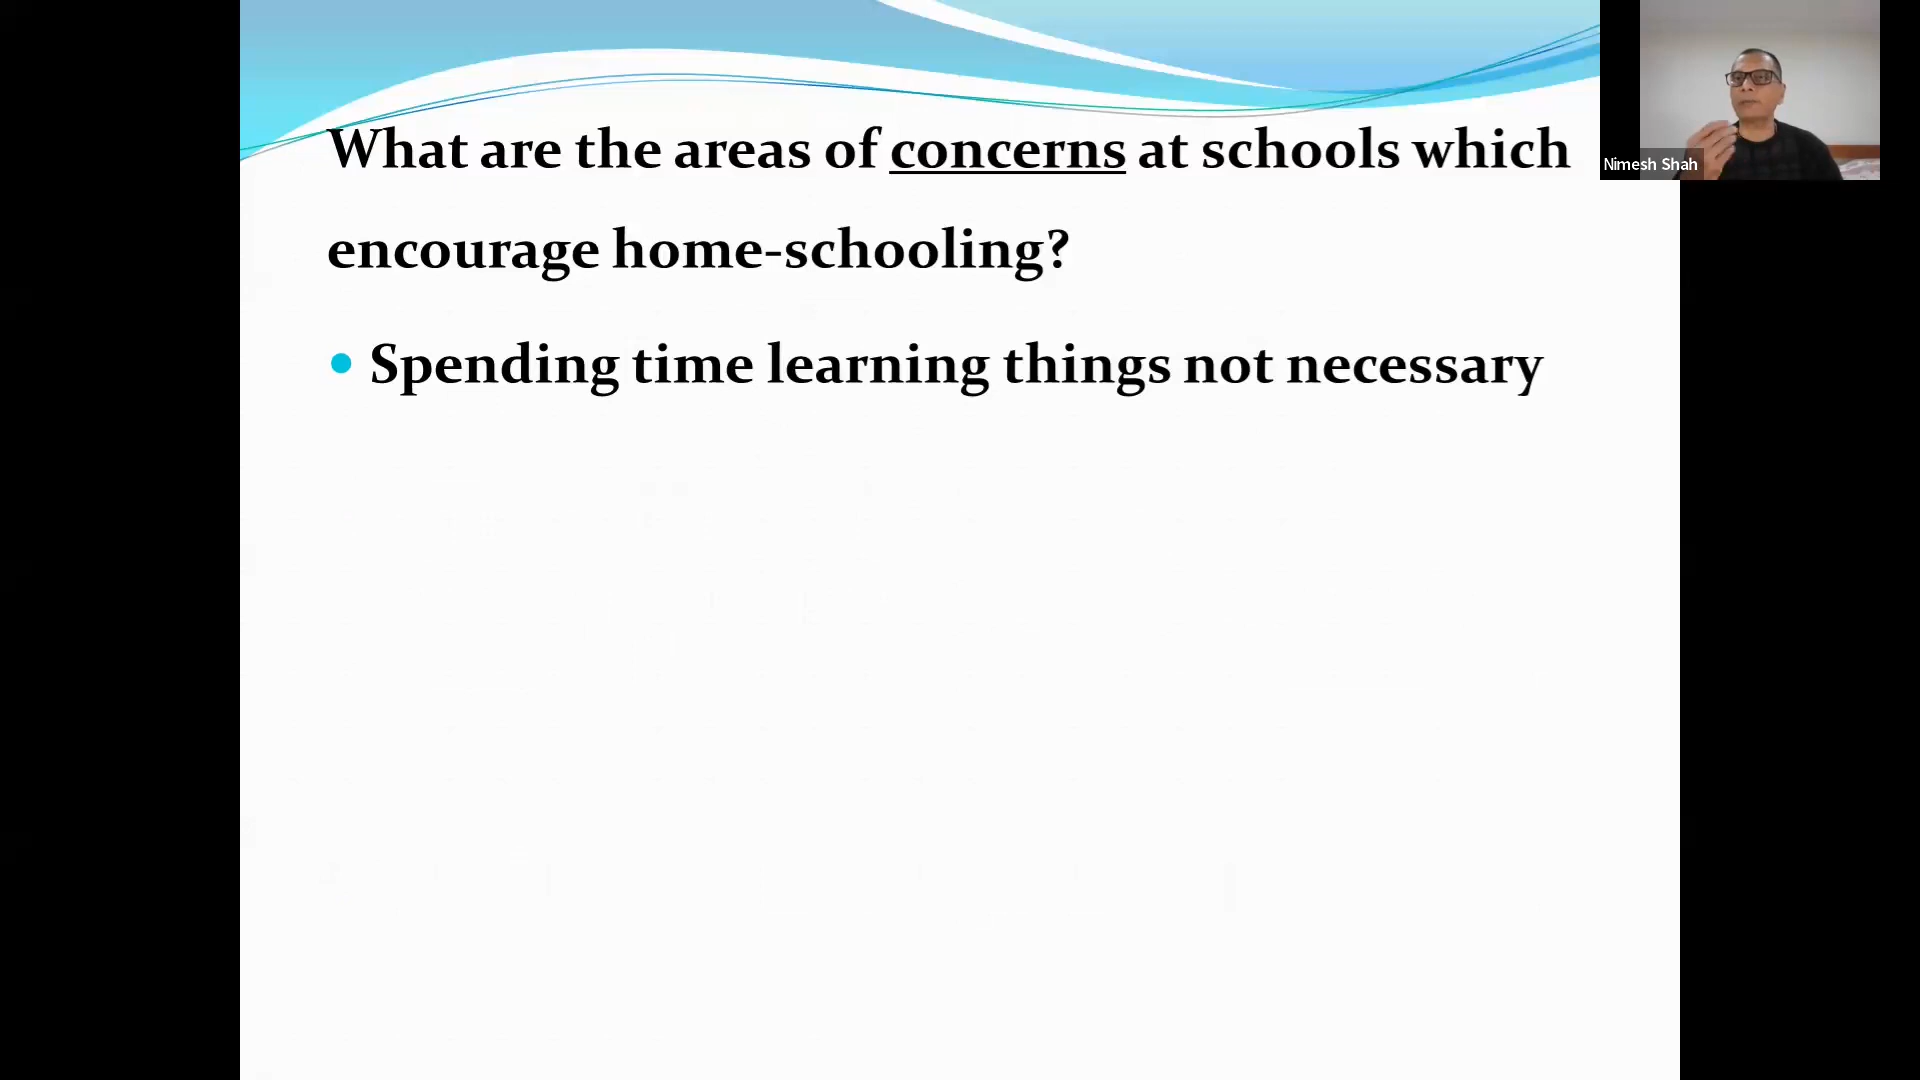 What are the areas of concerns at schools which
encourage home-schooling?
• Spending time learning things not necessary
Nimesh Shah